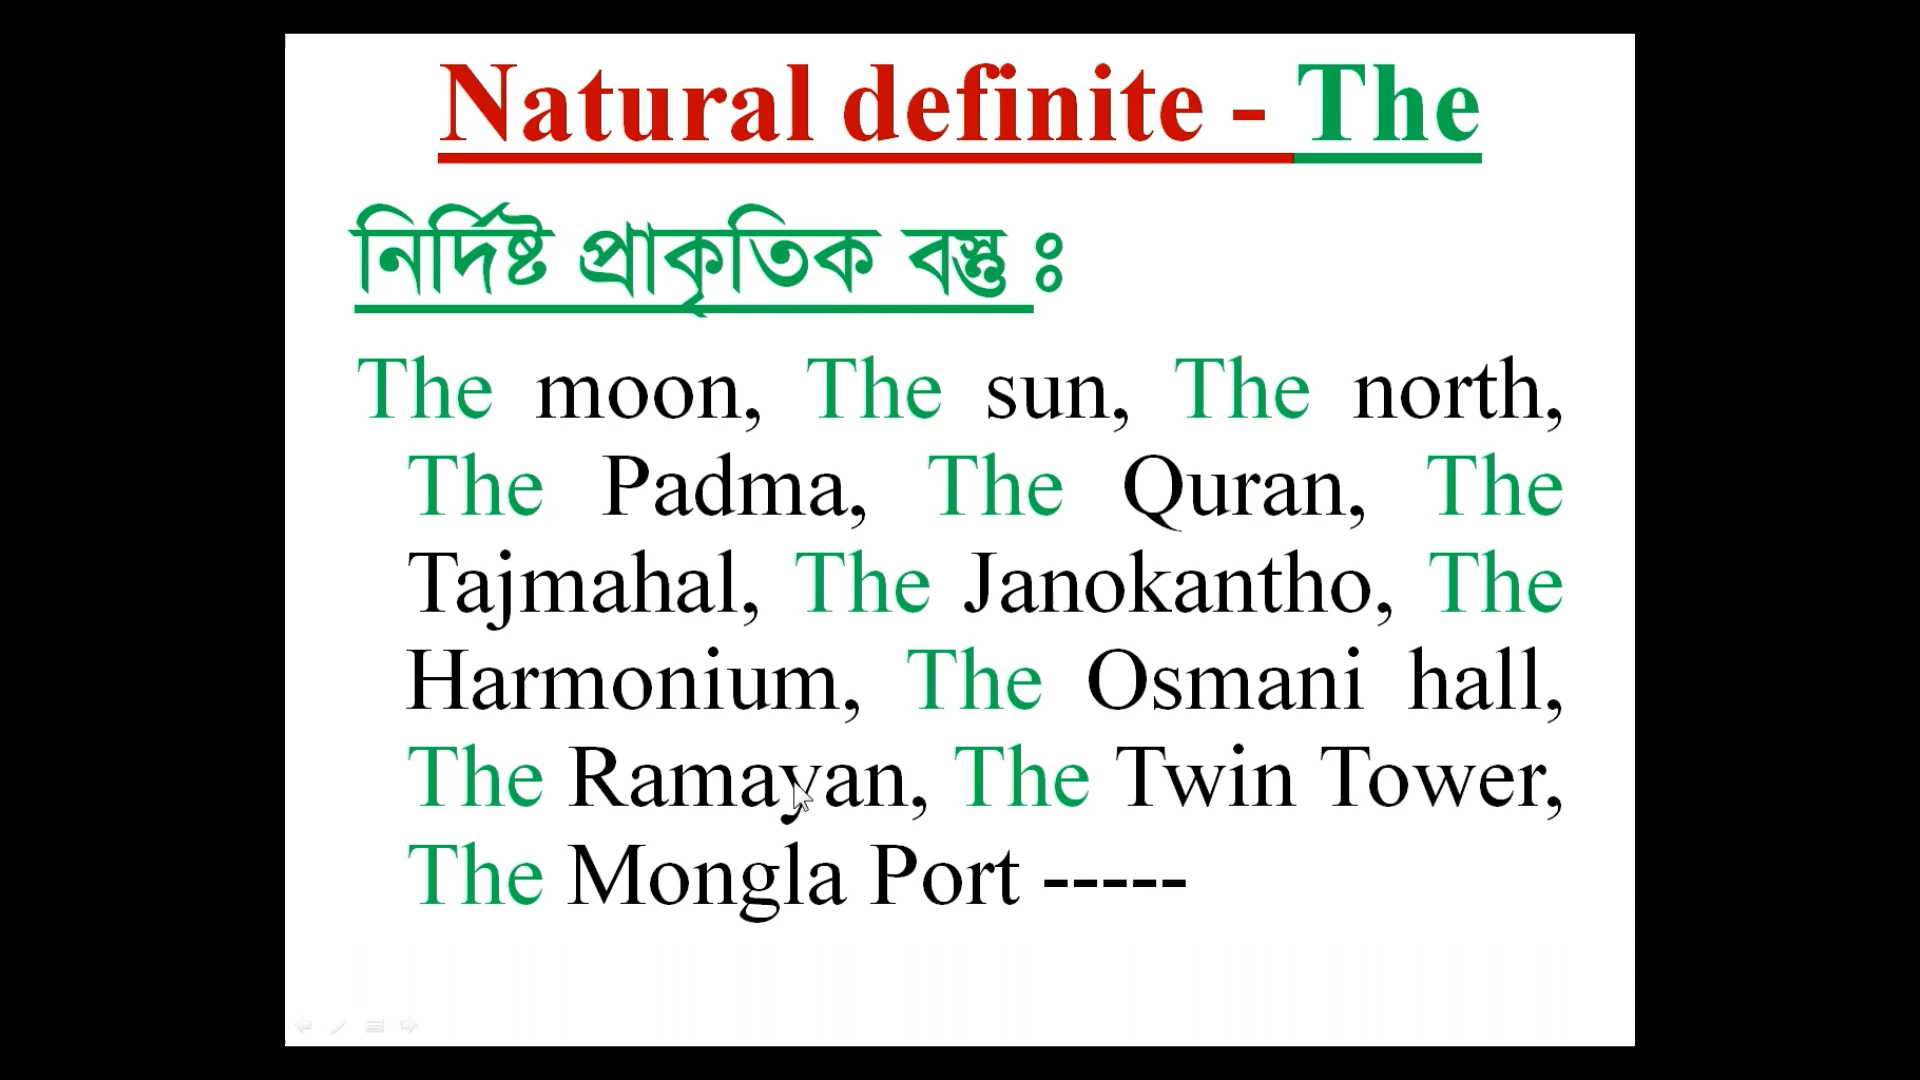 Natural definite - The
নির্দিষ্ট প্রাকৃতিক বস্তু ঃ
The moon, The sun, The north,
The Padma, The Quran, The
Tajmahal, The Janokantho, The
Harmonium, The Osmani hall,
The Ramayan, The Twin Tower,
The Mongla Port -----